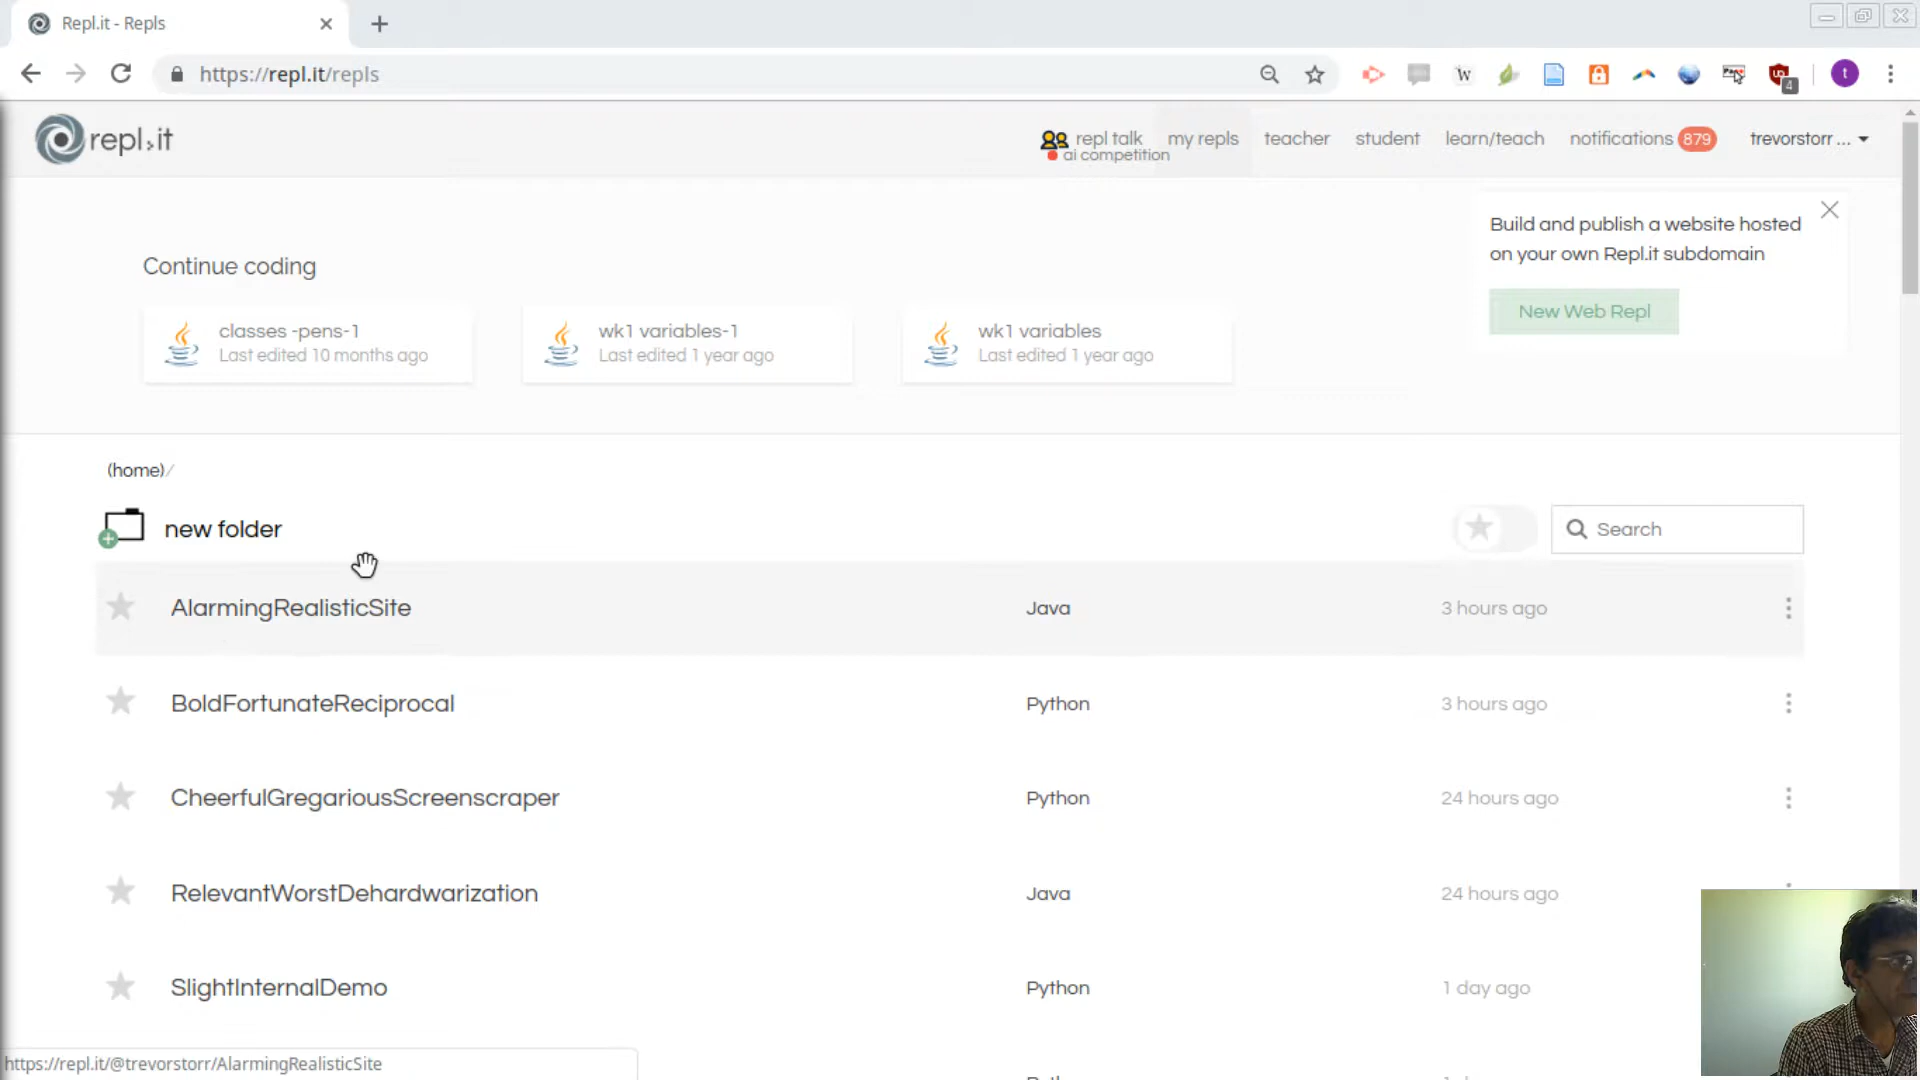 Repl.it - Repls
https://repl.it/repls
W
4
t
repl.it
repl talk
ai competition
my repls
teacher
student
learn/teach
notifications 879
trevorstorr ...
Build and publish a website hosted
on your own Repl.it subdomain
New Web Repl
Continue coding
classes -pens-1
Last edited 10 months ago
wk1 variables-1
Last edited 1 year ago
wk1 variables
Last edited 1 year ago
(home)/
new folder
Search
AlarmingRealisticSite Java 3 hours ago
BoldFortunateReciprocal Python 3 hours ago
CheerfulGregariousScreenscraper Python 24 hours ago
RelevantWorstDehardwarization Java 24 hours ago
SlightInternalDemo Python 1 day ago
https://repl.it/@trevorstorr/AlarmingRealisticSite